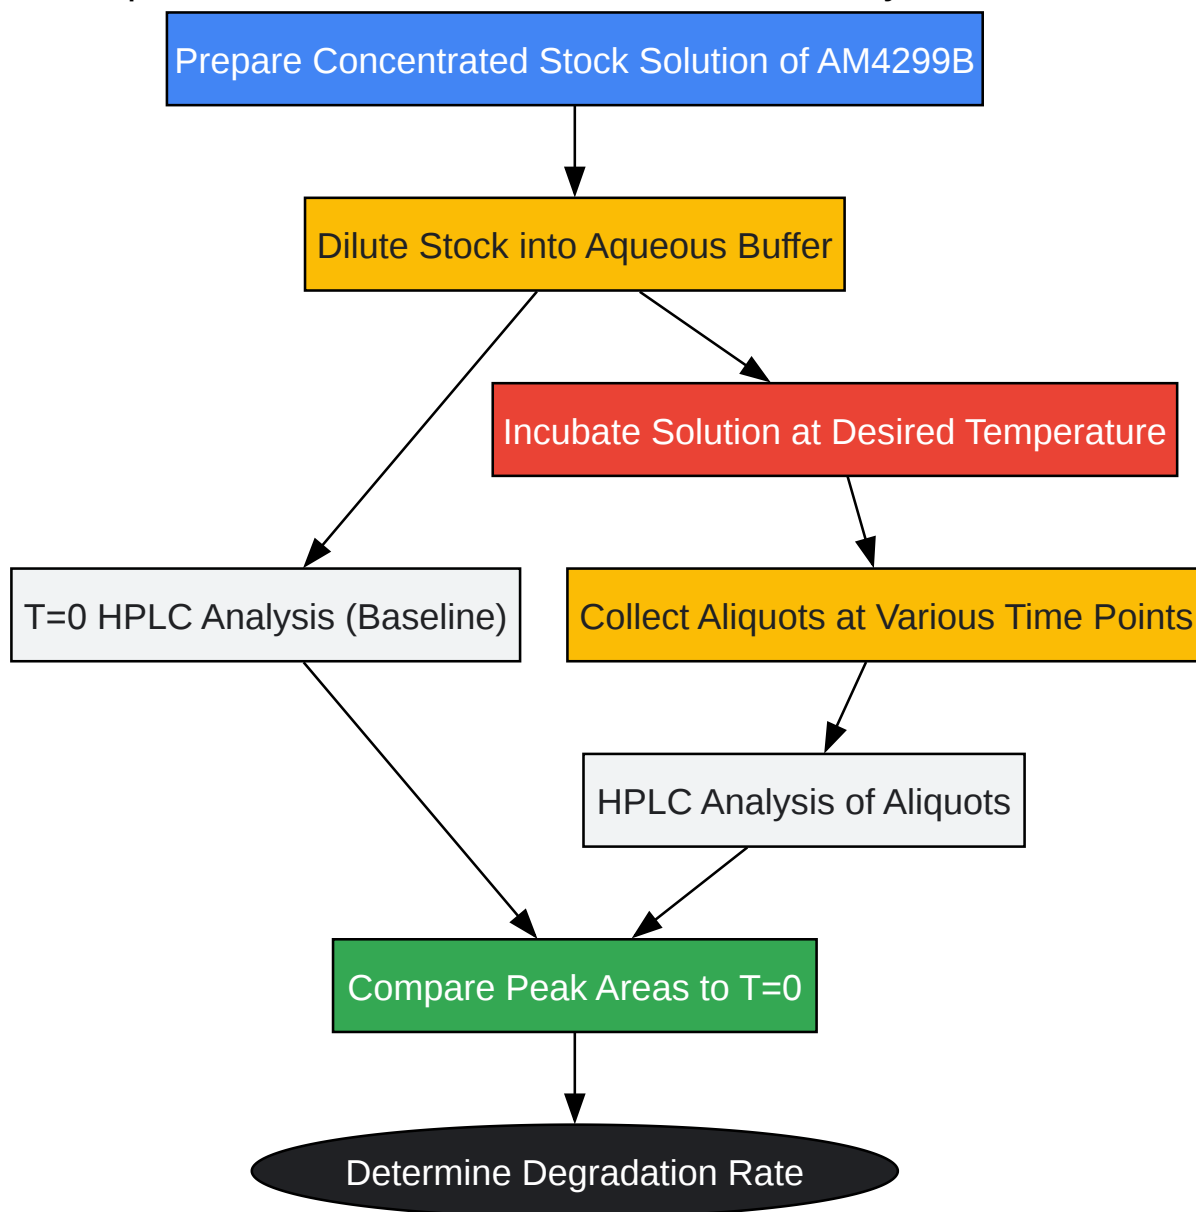 Prepare Concentrated Stock Solution of AM4299B
Dilute Stock into Aqueous Buffer
Incubate Solution at Desired Temperature
T=0 HPLC Analysis (Baseline)
Collect Aliquots at Various Time Points
HPLC Analysis of Aliquots
Compare Peak Areas to T=0
Determine Degradation Rate